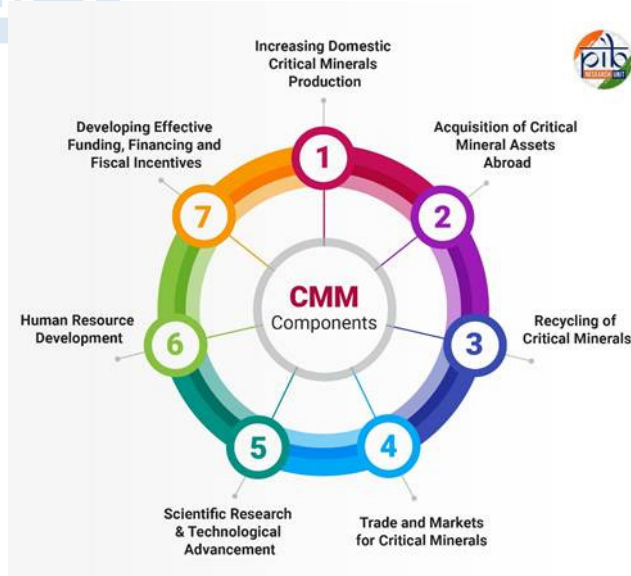 Increasing Domestic
Critical Minerals
Production
pib
RESEARCH UNIT
Developing Effective
Funding, Financing and
Fiscal Incentives
Acquisition of Critical
Mineral Assets
Abroad
1
7
2
CMM
Components
Human Resource
Development
6
3
Recycling of
Critical Minerals
5
4
Scientific Research
& Technological
Advancement
Trade and Markets
for Critical Minerals